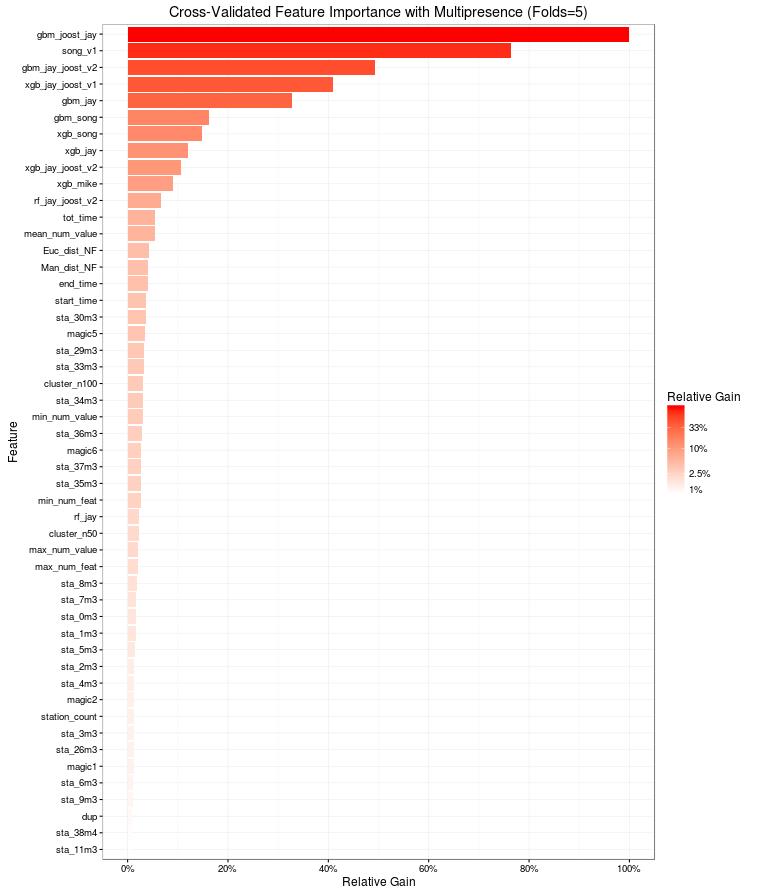 Cross-Validated Feature Importance with Multipresence (Folds=5)
gbm_joost_jay
song_v1
gbm_jay_joost_v2
xgb_jay_joost_v1
gbm_jay
gbm_song
xgb_song
xgb_jay
xgb_jay_joost_v2
xgb_mike
rf_jay_joost_v2
tot_time
mean_num_value
Euc_dist_NF
Man_dist_NF
end_time
start_time
sta_30m3
magic5
sta_29m3
sta_33m3
cluster_n100
sta_34m3
min_num_value
sta_36m3
magic6
sta_37m3
sta_35m3
min_num_feat
rf_jay
cluster_n50
max_num_value
max_num_feat
sta_8m3
sta_7m3
sta_0m3
sta_1m3
sta_5m3
sta_2m3
sta_4m3
magic2
station_count
sta_3m3
sta_26m3
magic1
sta_6m3
sta_9m3
dup
sta_38m4
sta_11m3
Feature
0% 20% 40% 60% 80% 100%
Relative Gain
Relative Gain
33%
10%
2.5%
1%